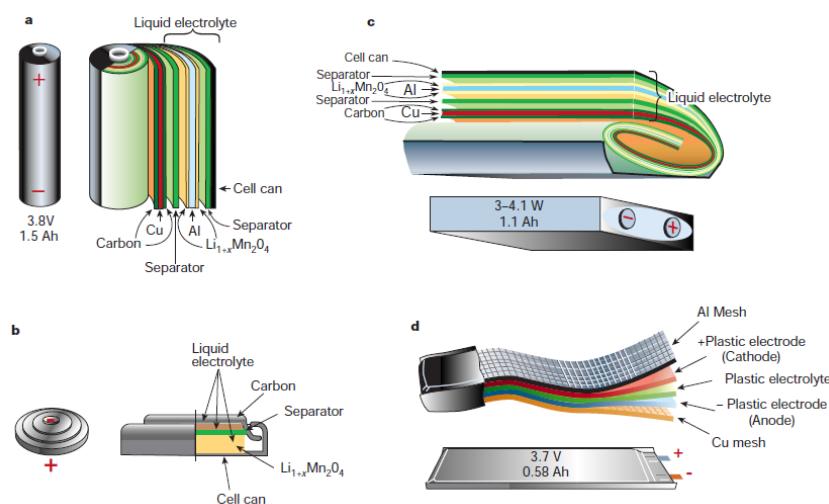 a
Liquid electrolyte
+
−
3.8V
1.5 Ah
Cell can
Separator
Cu
Al
Carbon
Li1+xMn2O4
Separator
c
Cell can
Separator
Li1+xMn2O4
Al
Separator
Carbon
Cu
Liquid electrolyte
3–4.1 W
1.1 Ah
−
+
b
Liquid
electrolyte
Carbon
Separator
Li1+xMn2O4
Cell can
+
d
Al Mesh
+Plastic electrode
(Cathode)
Plastic electrolyte
− Plastic electrode
(Anode)
Cu mesh
3.7 V
0.58 Ah
+
-